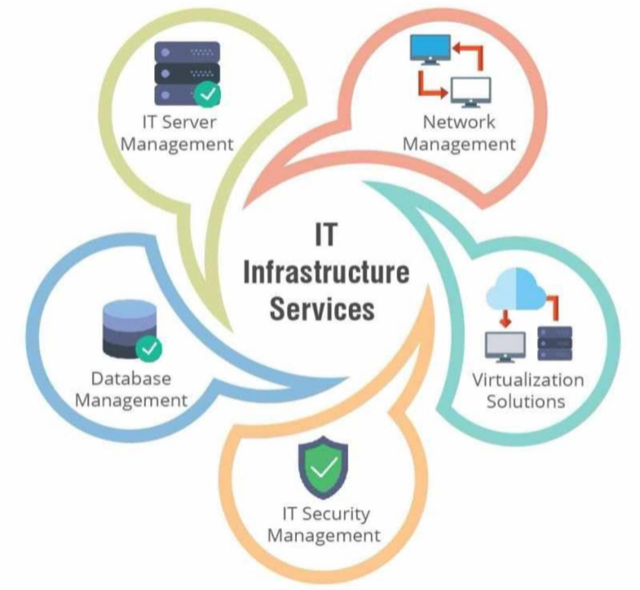 IT Server
Management
Network
Management
IT
Infrastructure
Services
Virtualization
Solutions
Database
Management
IT Security
Management